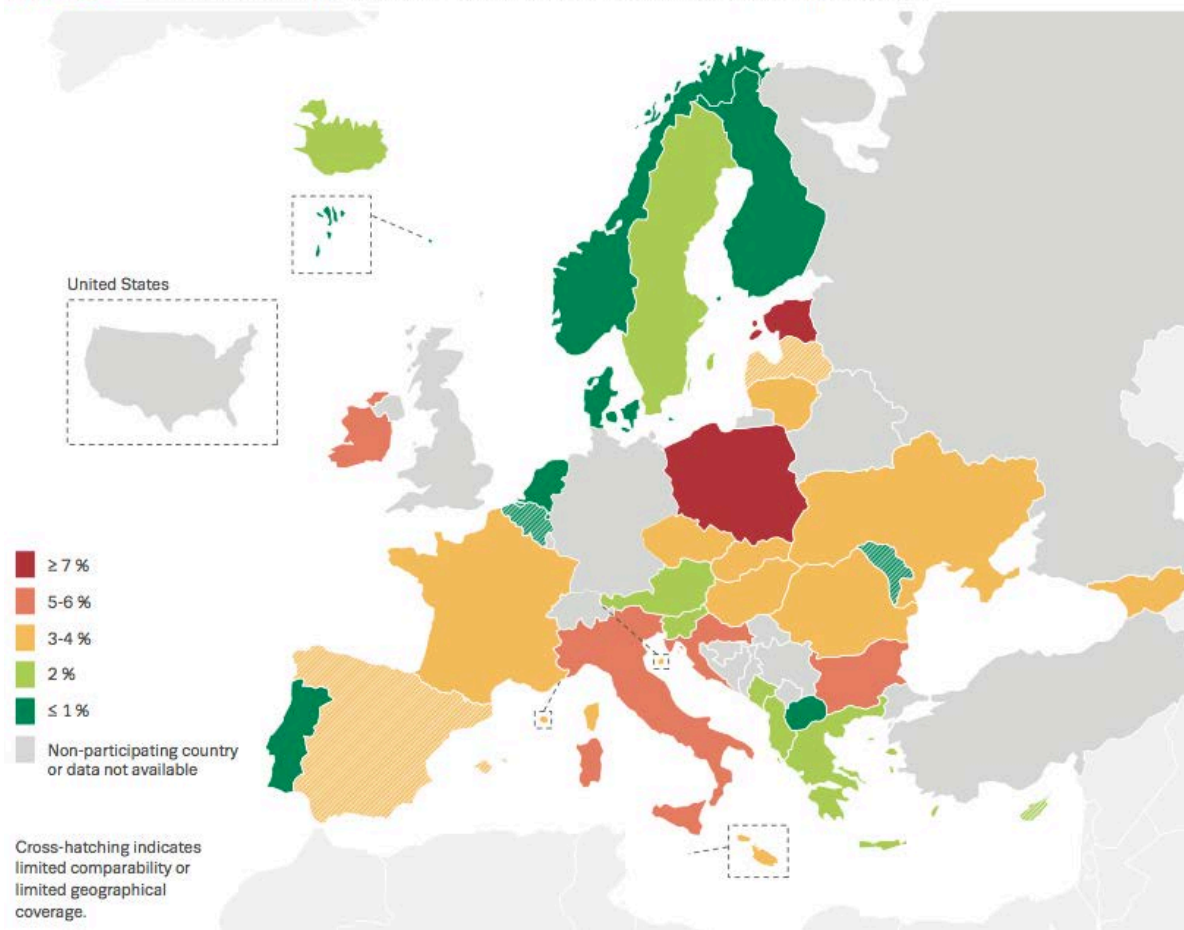 United States
≥ 7 %
5-6 %
3-4 %
2 %
≤ 1 %
Non-participating country
or data not available
Cross-hatching indicates
limited comparability or
limited geographical
coverage.